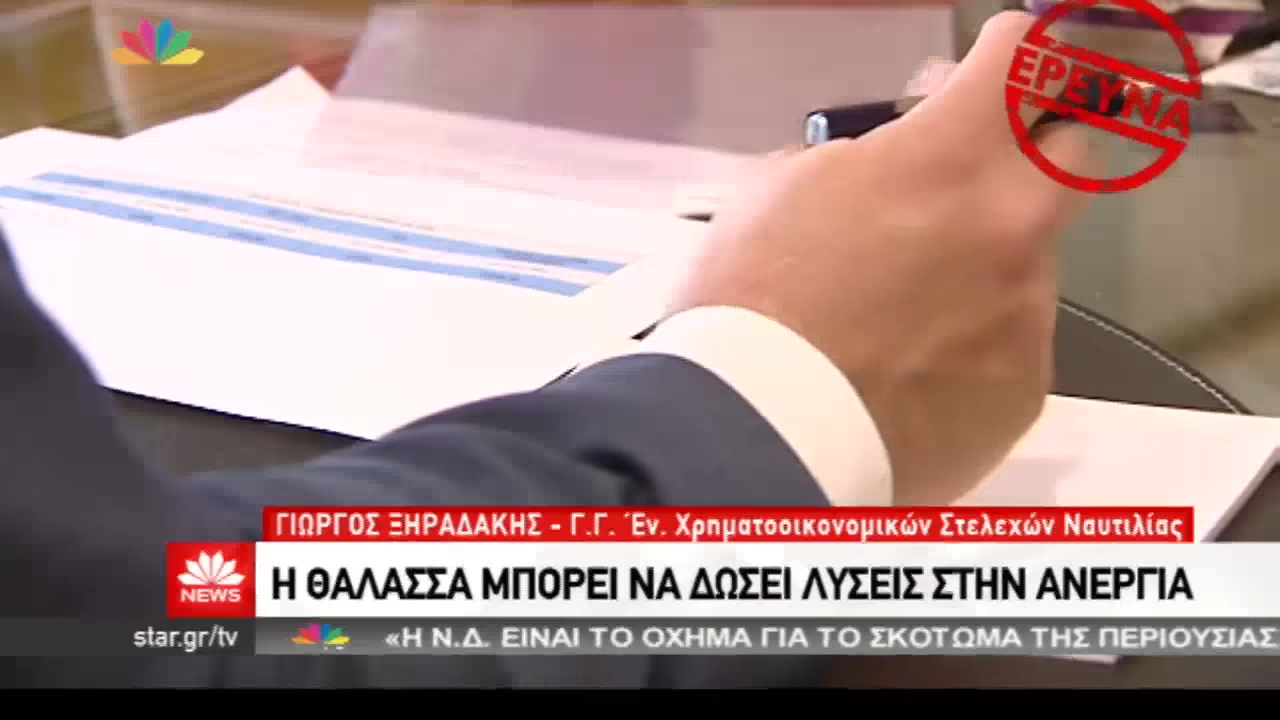 ΕΡΕΥΝΑ
ΓΙΩΡΓΟΣ ΞΗΡΑΔΑΚΗΣ - Γ.Γ. Έν. Χρηματοοικονομικών Στελεχών Ναυτιλίας
NEWS
Η ΘΑΛΑΣΣΑ ΜΠΟΡΕΙ ΝΑ ΔΩΣΕΙ ΛΥΣΕΙΣ ΣΤΗΝ ΑΝΕΡΓΙΑ
star.gr/tv
«Η Ν.Δ. ΕΙΝΑΙ ΤΟ ΟΧΗΜΑ ΓΙΑ ΤΟ ΣΚΟΤΩΜΑ ΤΗΣ ΠΕΡΙΟΥΣΙΑΣ